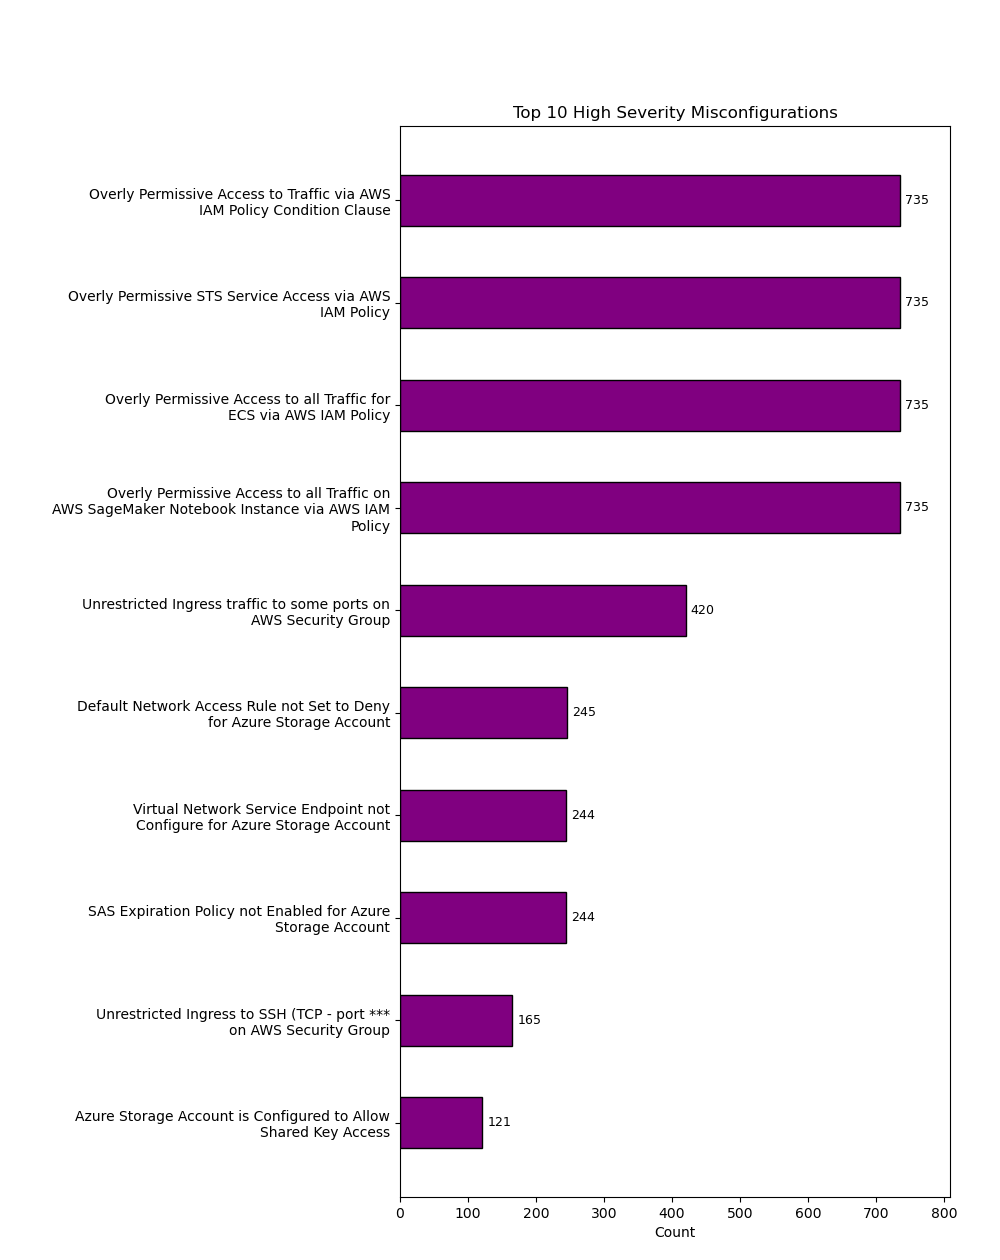 Top 10 High Severity Misconfigurations
Overly Permissive Access to Traffic via AWS
IAM Policy Condition Clause
735
Overly Permissive STS Service Access via AWS
IAM Policy
735
Overly Permissive Access to all Traffic for
ECS via AWS IAM Policy
735
Overly Permissive Access to all Traffic on
AWS SageMaker Notebook Instance via AWS IAM
Policy
735
Unrestricted Ingress traffic to some ports on
AWS Security Group
420
Default Network Access Rule not Set to Deny
for Azure Storage Account
245
Virtual Network Service Endpoint not
Configure for Azure Storage Account
244
SAS Expiration Policy not Enabled for Azure
Storage Account
244
Unrestricted Ingress to SSH (TCP - port ***
on AWS Security Group
165
Azure Storage Account is Configured to Allow
Shared Key Access
121
0 100 200 300 400 500 600 700 800
Count